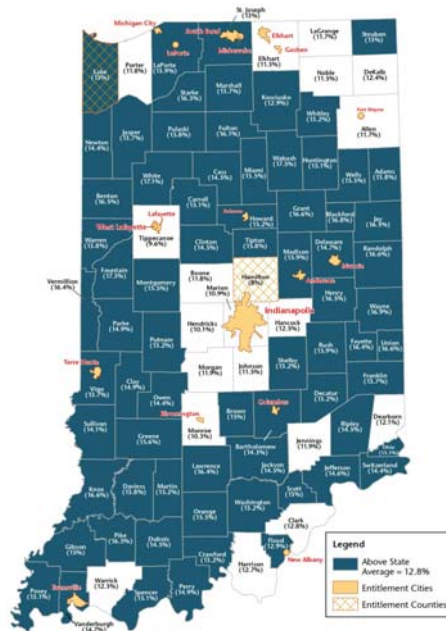 St. Joseph
(13%)
Michigan City
South Bend
Mishawaka
Elkhart
LaGrange
(11.7%)
Steuben
(13%)
LaPorte
LaPorte
(13.9%)
Goshen
Elkhart
(11.3%)
Lake
(13%)
Porter
(11.8%)
Noble
(11.3%)
DeKalb
(12.4%)
Marshall
(13.7%)
Starke
(16.3%)
Kosciusko
(12.9%)
Whitley
(13.2%)
Fort Wayne
Allen
(11.7%)
Newton
(14.4%)
Jasper
(13.7%)
Pulaski
(15.8%)
Fulton
(16.1%)
Cass
(14.3%)
Miami
(15.5%)
Wabash
(17.5%)
Huntington
(15.1%)
Wells
(15.5%)
Adams
(13.8%)
White
(17.1%)
Benton
(16.5%)
Carroll
(15.1%)
Howard
(15.2%)
Grant
(16.6%)
Blackford
(16.8%)
Jay
(16.5%)
Lafayette
West Lafayette
Tippecanoe
(9.6%)
Warren
(15.8%)
Clinton
(14.5%)
Tipton
(15.8%)
Madison
(15.9%)
Delaware
(14.7%)
Muncie
Randolph
(16.6%)
Fountain
(17.3%)
Vermillion
(16.4%)
Montgomery
(15.5%)
Boone
(11.8%)
Hamilton
(8%)
Anderson
Henry
(16.3%)
Wayne
(16.9%)
Marion
(10.9%)
Indianapolis
Parke
(14.9%)
Hendricks
(10.1%)
Hancock
(12.3%)
Putnam
(13.2%)
Rush
(15.9%)
Fayette
(16.4%)
Union
(16.6%)
Terre Haute
Vigo
(13.7%)
Clay
(14.9%)
Morgan
(11.9%)
Johnson
(11.5%)
Shelby
(13.2%)
Franklin
(13.7%)
Owen
(14.4%)
Bloomington
Monroe
(10.3%)
Brown
(15%)
Columbus
Decatur
(13.2%)
Dearborn
(12.1%)
Sullivan
(14.1%)
Greene
(15.6%)
Bartholomew
(14.3%)
Jennings
(11.9%)
Ripley
(14.5%)
Lawrence
(16.4%)
Jackson
(14.5%)
Jefferson
(14.6%)
Switzerland
(14.4%)
Knox
(16.6%)
Daviess
(13.8%)
Martin
(15.2%)
Orange
(15.5%)
Washington
(13.2%)
Scott
(13%)
Clark
(12.8%)
Gibson
(15%)
Pike
(16.3%)
Dubois
(14.5%)
Crawford
(15.2%)
Floyd
(12.9%)
New Albany
Harrison
(12.7%)
Posey
(13.1%)
Evansville
Warrick
(12.3%)
Vanderburgh
(14.7%)
Spencer
(15.1%)
Perry
(14.9%)
Legend
Above State
Average = 12.8%
Entitlement Cities
Entitlement Counties